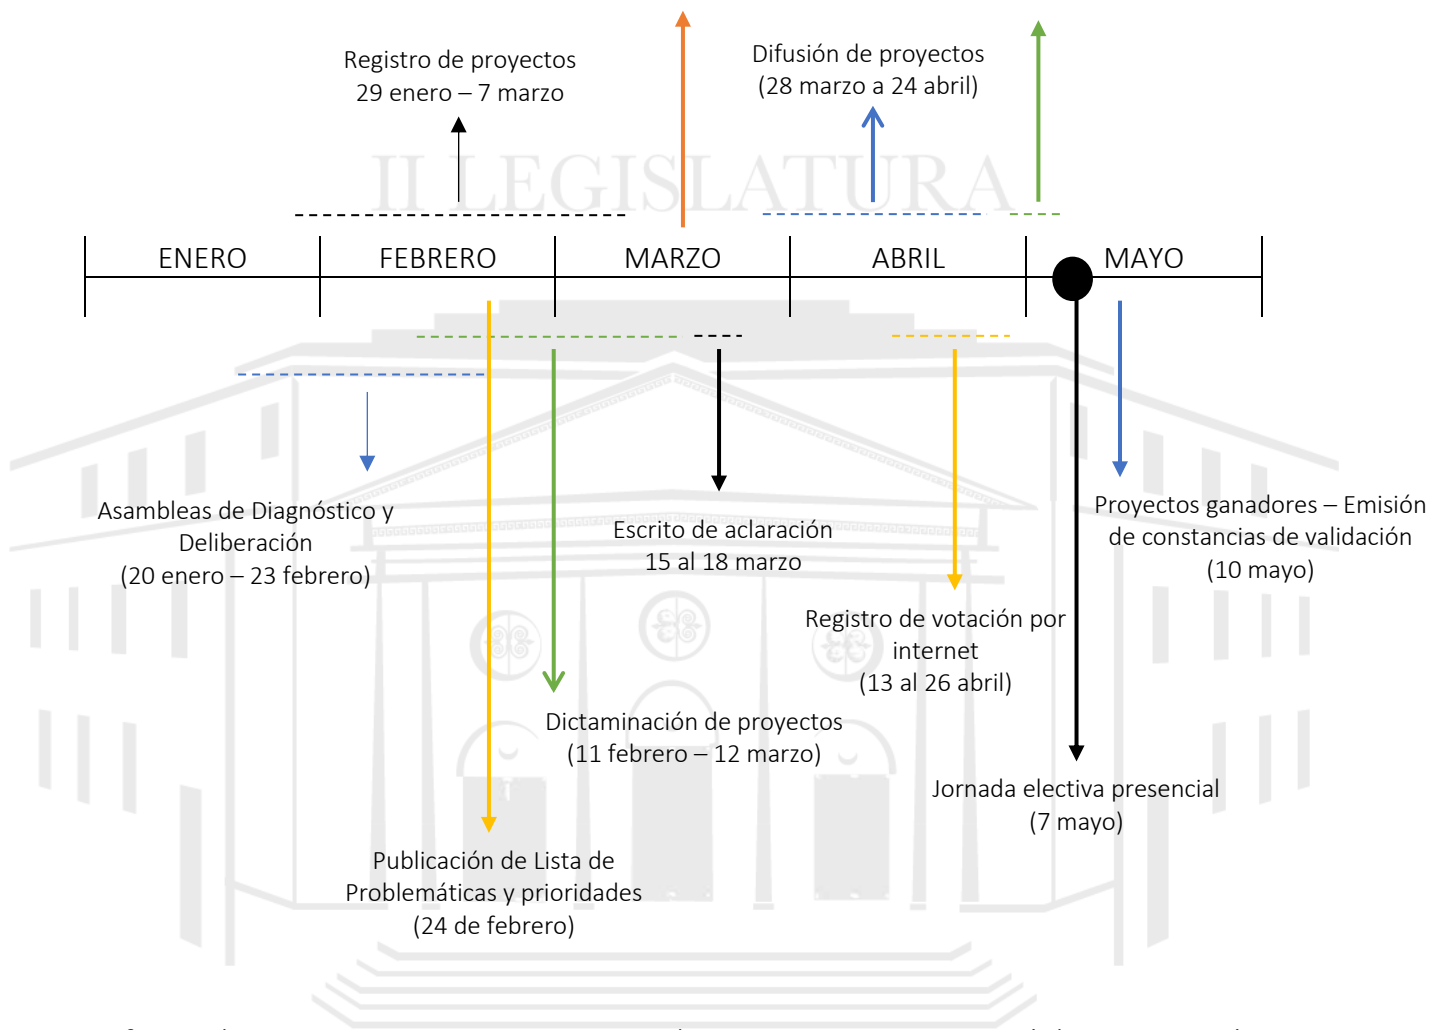 Registro de proyectos
29 enero – 7 marzo
Difusión de proyectos
(28 marzo a 24 abril)
II LEGISLATURA
ENERO
FEBRERO
MARZO
ABRIL
MAYO
Asambleas de Diagnóstico y
Deliberación
(20 enero – 23 febrero)
Escrito de aclaración
15 al 18 marzo
Proyectos ganadores – Emisión
de constancias de validación
(10 mayo)
Registro de votación por
internet
(13 al 26 abril)
Dictaminación de proyectos
(11 febrero – 12 marzo)
Jornada electiva presencial
(7 mayo)
Publicación de Lista de
Problemáticas y prioridades
(24 de febrero)